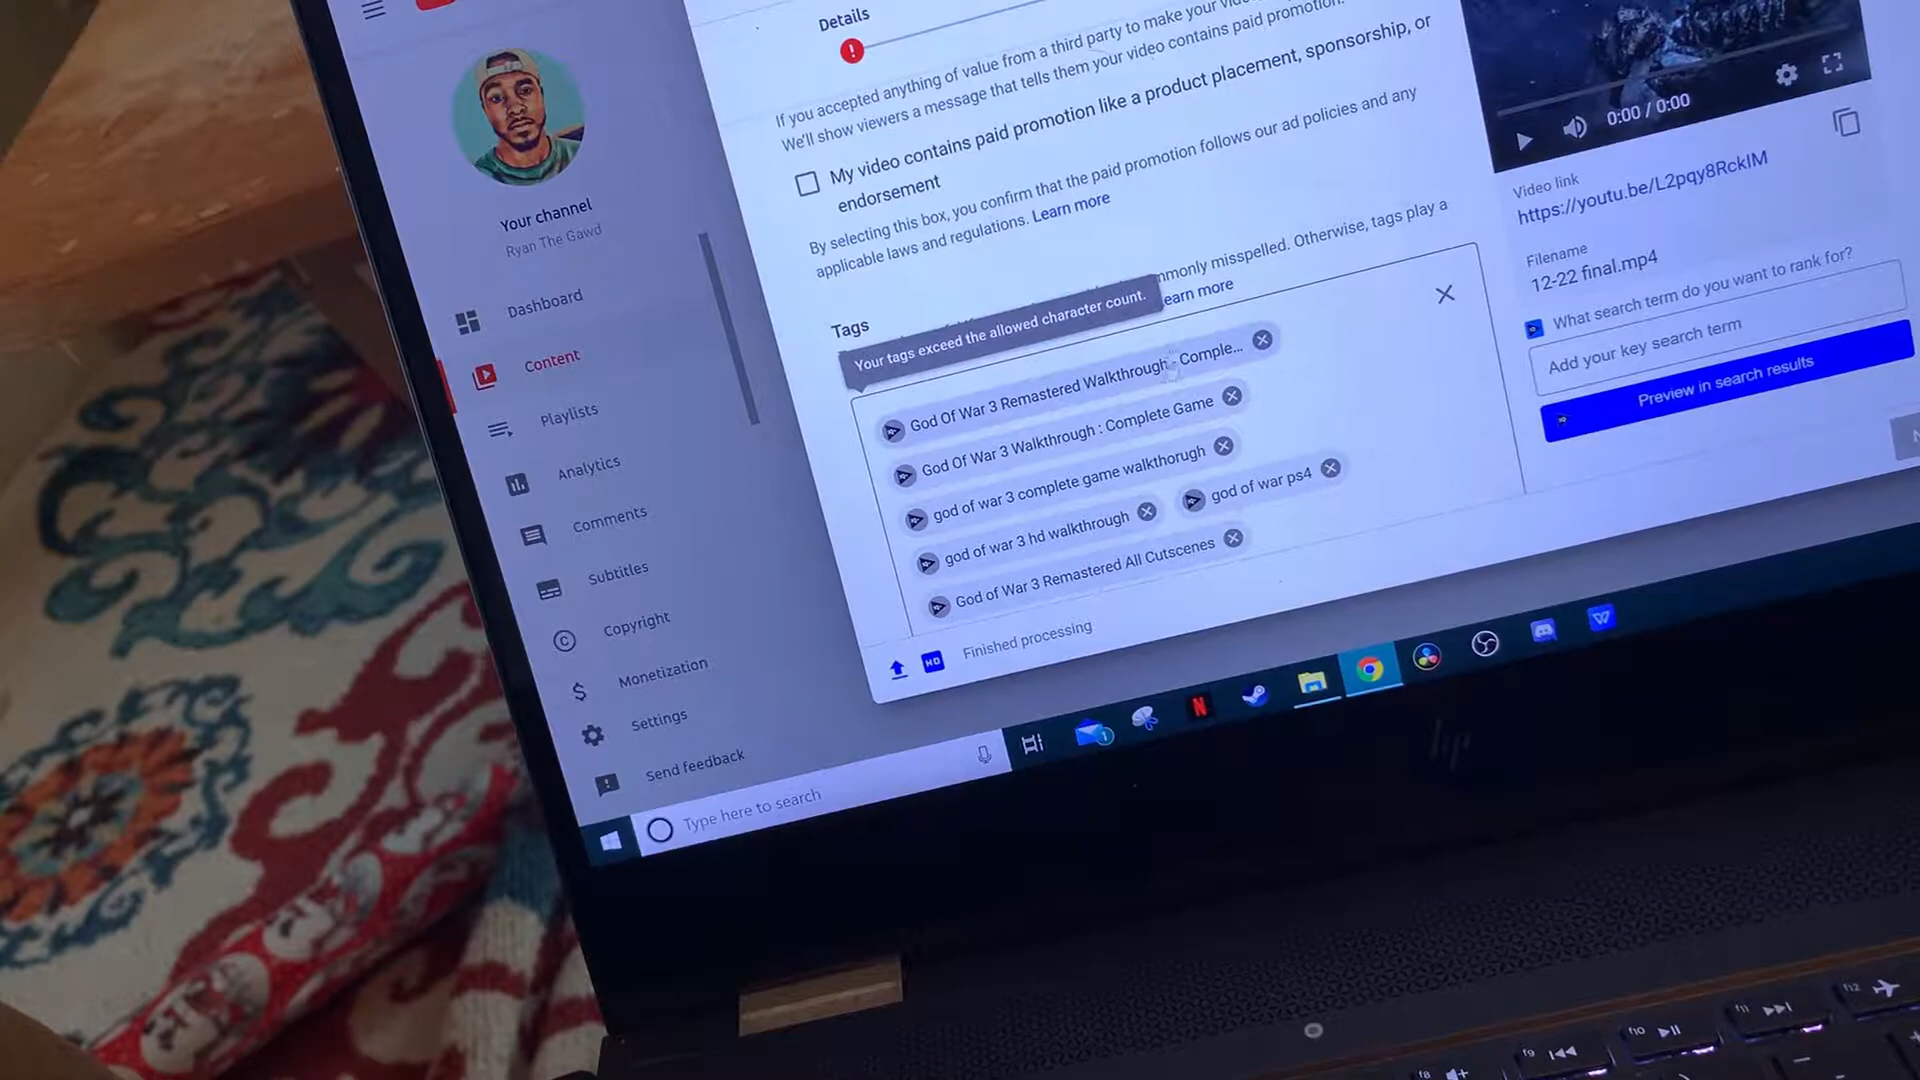 Details
If you accepted anything of value from a third party to make your
We'll show viewers a message that tells them your video contains paid promotion.
My video contains paid promotion like a product placement, sponsorship, or
endorsement
By selecting this box, you confirm that the paid promotion follows our ad policies and any
applicable laws and regulations. Learn more
Tags
mmonly misspelled. Otherwise, tags play a
earn more
Your tags exceed the allowed character count.
God Of War 3 Remastered Walkthrough - Comple...
God Of War 3 Walkthrough : Complete Game
god of war 3 complete game walkthorugh
god of war 3 hd walkthrough
god of war ps4
God of War 3 Remastered All Cutscenes
HD
Finished processing
Your channel
Ryan The Gawd
Dashboard
Content
Playlists
Analytics
Comments
Subtitles
Copyright
Monetization
Settings
Send feedback
0:00 / 0:00
Video link
https://youtu.be/L2pqy8RckIM
Filename
12-22 final.mp4
What search term do you want to rank for?
Add your key search term
Preview in search results
Type here to search
1
N
W
hp
f8
f9
f10
f11
f12